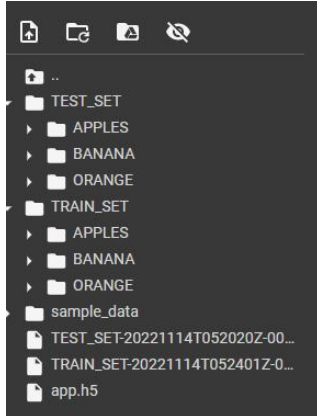 ..
TEST_SET
APPLES
BANANA
ORANGE
TRAIN_SET
APPLES
BANANA
ORANGE
sample_data
TEST_SET-20221114T052020Z-00...
TRAIN_SET-20221114T052401Z-0...
app.h5